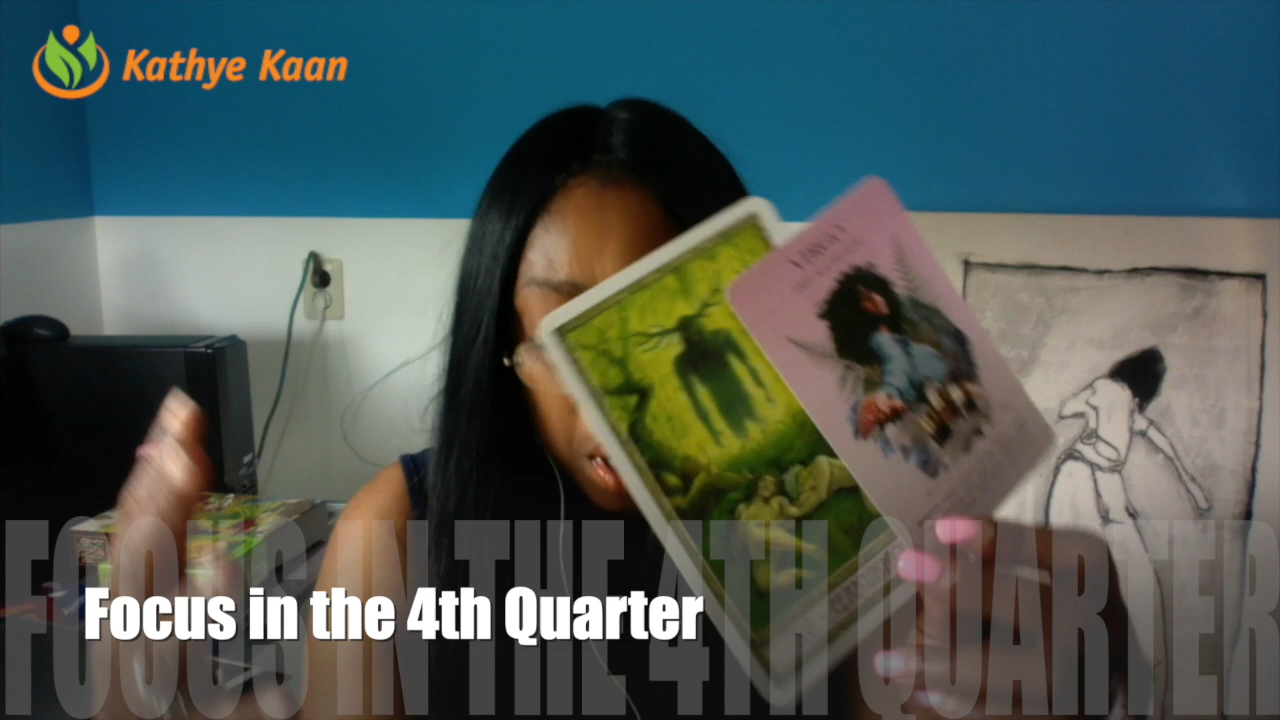 Kathye Kaan
Focus in the 4th Quarter
FOCUS IN THE 4TH QUARTER